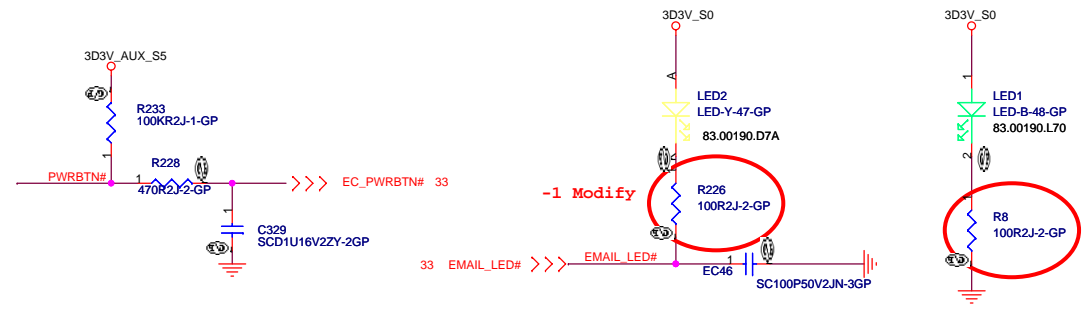 3D3V_AUX_S5
R233
100KR2J-1-GP
1
PWRBTN#
1
R228
470R2J-2-GP
EC_PWRBTN# 33
1
C329
SCD1U16V2ZY-2GP
3D3V_S0
A
LED2
LED-Y-47-GP
83.00190.D7A
K
-1 Modify
R226
100R2J-2-GP
33 EMAIL_LED#
EMAIL_LED#
1
EC46
SC100P50V2JN-3GP
3D3V_S0
1
LED1
LED-B-48-GP
83.00190.L70
2
1
R8
100R2J-2-GP